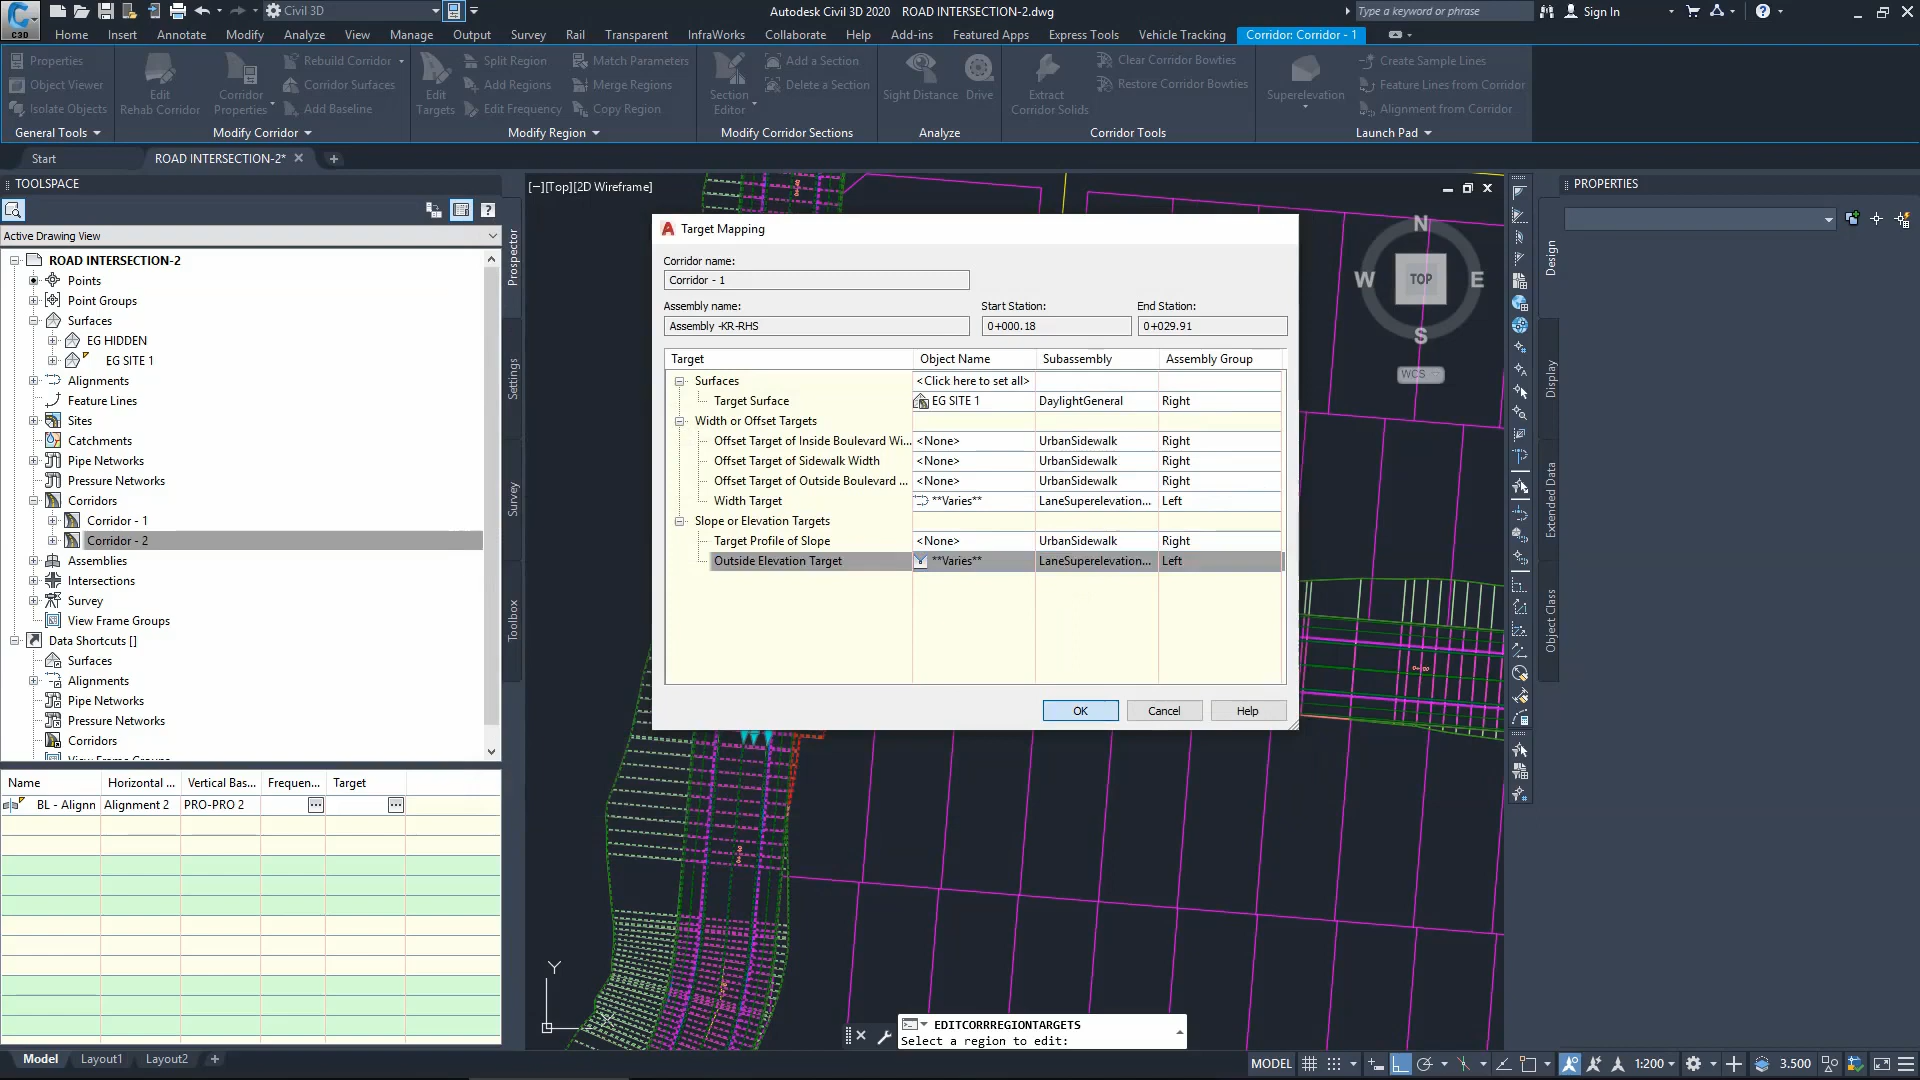 Civil 3D
Autodesk Civil 3D 2020 ROAD INTERSECTION-2.dwg
Type a keyword or phrase
Sign In
C3D
Home Insert Annotate Modify Analyze View Manage Output Survey Rail Transparent InfraWorks Collaborate Help Add-ins Featured Apps Express Tools Vehicle Tracking Corridor: Corridor - 1
Properties
Object Viewer
Isolate Objects
General Tools
Edit
Rehab Corridor
Corridor
Properties
Rebuild Corridor
Corridor Surfaces
Add Baseline
Modify Corridor
Edit
Targets
Split Region
Add Regions
Edit Frequency
Match Parameters
Merge Regions
Copy Region
Modify Region
Section
Editor
Add a Section
Delete a Section
Modify Corridor Sections
Sight Distance
Drive
Analyze
Extract
Corridor Solids
Clear Corridor Bowties
Restore Corridor Bowties
Corridor Tools
Superelevation
Create Sample Lines
Feature Lines from Corridor
Alignment from Corridor
Launch Pad
Start
ROAD INTERSECTION-2*
TOOLSPACE
Active Drawing View
ROAD INTERSECTION-2
Points
Point Groups
Surfaces
EG HIDDEN
EG SITE 1
Alignments
Feature Lines
Sites
Catchments
Pipe Networks
Pressure Networks
Corridors
Corridor - 1
Corridor - 2
Assemblies
Intersections
Survey
View Frame Groups
Data Shortcuts []
Surfaces
Alignments
Pipe Networks
Pressure Networks
Corridors
View Frame Groups
Prospector
Settings
Survey
Toolbox
Name Horizontal ... Vertical Bas... Frequen... Target
BL - Alignn Alignment 2 PRO-PRO 2
[−][Top][2D Wireframe]
Target Mapping
Corridor name:
Corridor - 1
Assembly name: Start Station: End Station:
Assembly -KR-RHS 0+000.18 0+029.91
Target Object Name Subassembly Assembly Group
Surfaces <Click here to set all>
Target Surface EG SITE 1 DaylightGeneral Right
Width or Offset Targets
Offset Target of Inside Boulevard Wi... <None> UrbanSidewalk Right
Offset Target of Sidewalk Width <None> UrbanSidewalk Right
Offset Target of Outside Boulevard ... <None> UrbanSidewalk Right
Width Target **Varies** LaneSuperelevation... Left
Slope or Elevation Targets
Target Profile of Slope <None> UrbanSidewalk Right
Outside Elevation Target **Varies** LaneSuperelevation... Left
OK Cancel Help
N
W TOP E
S
WCS
PROPERTIES
Design
Display
Extended Data
Object Class
Y
X
EDITCORRREGIONTARGETS
Select a region to edit:
Model Layout1 Layout2
MODEL 1:200 3.500